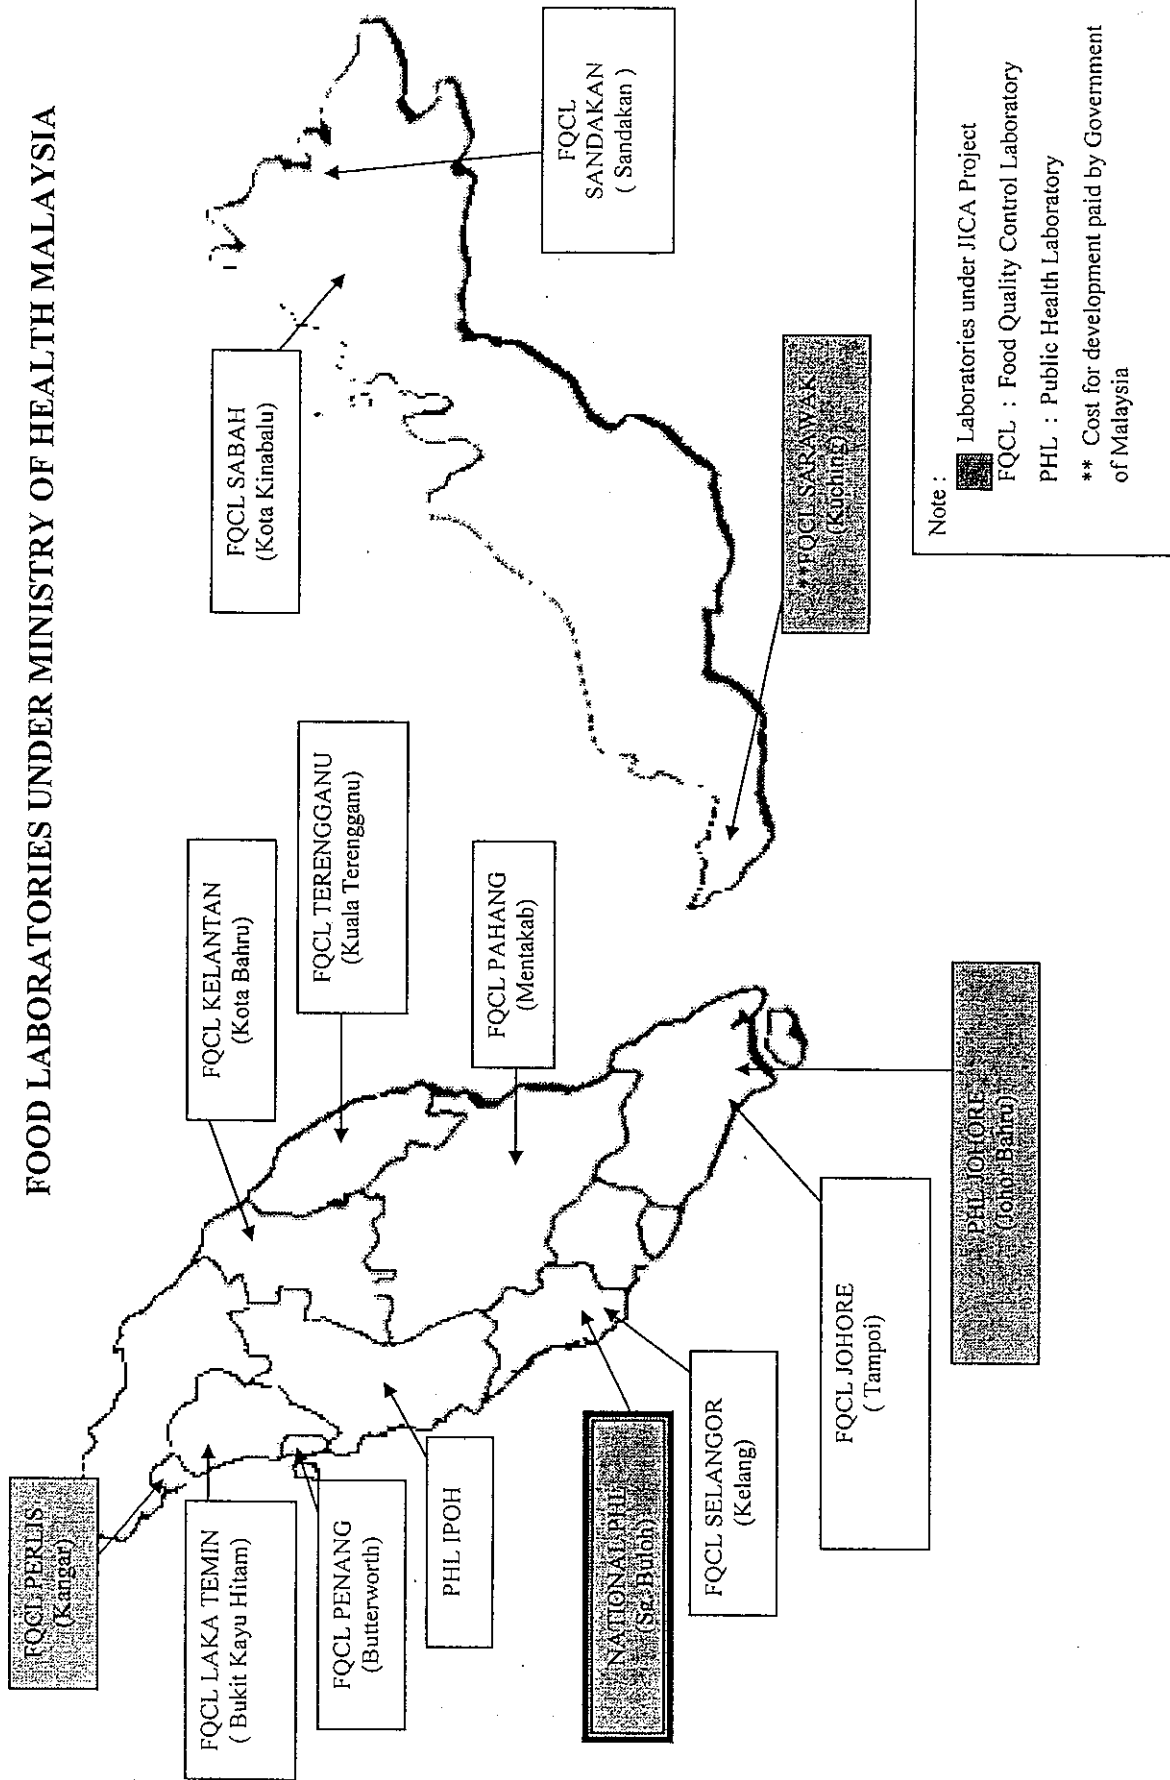 FOOD LABORATORIES UNDER MINISTRY OF HEALTH MALAYSIA
FQCL PERLIS
(Kangar)
FQCL LAKA TEMIN
( Bukit Kayu Hitam)
FQCL PENANG
(Butterworth)
PHL IPOH
NATIONAL PHL
(Sg. Buloh)
FQCL SELANGOR
(Kelang)
FQCL JOHORE
( Tampoi)
PHL JOHORE
(Johor Bahru)
FQCL KELANTAN
(Kota Bahru)
FQCL TERENGGANU
(Kuala Terengganu)
FQCL PAHANG
(Mentakab)
FQCL SABAH
(Kota Kinabalu)
FQCL
SANDAKAN
( Sandakan )
**FQCL SARAWAK
(Kuching)
Note :
Laboratories under JICA Project
FQCL : Food Quality Control Laboratory
PHL : Public Health Laboratory
** Cost for development paid by Government
of Malaysia